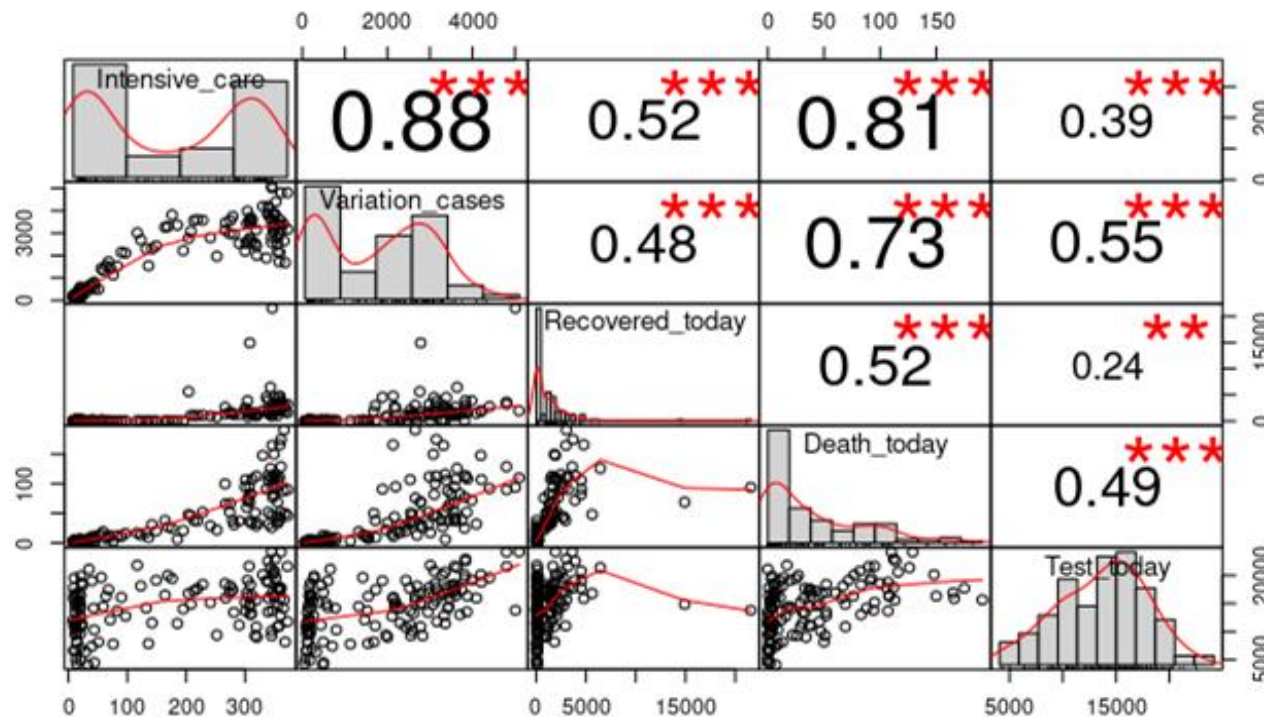 0 2000 4000 0 50 100 150
Intensive_care 0.88 *** 0.52 *** 0.81 *** 0.39 *** 0 200
0 3000 Variation_cases 0.48 *** 0.73 *** 0.55 ***
Recovered_today 0.52 *** 0.24 ** 0 15000
0 100 Death_today 0.49 ***
Test_today 5000 20000
0 100 200 300 0 5000 15000 5000 15000